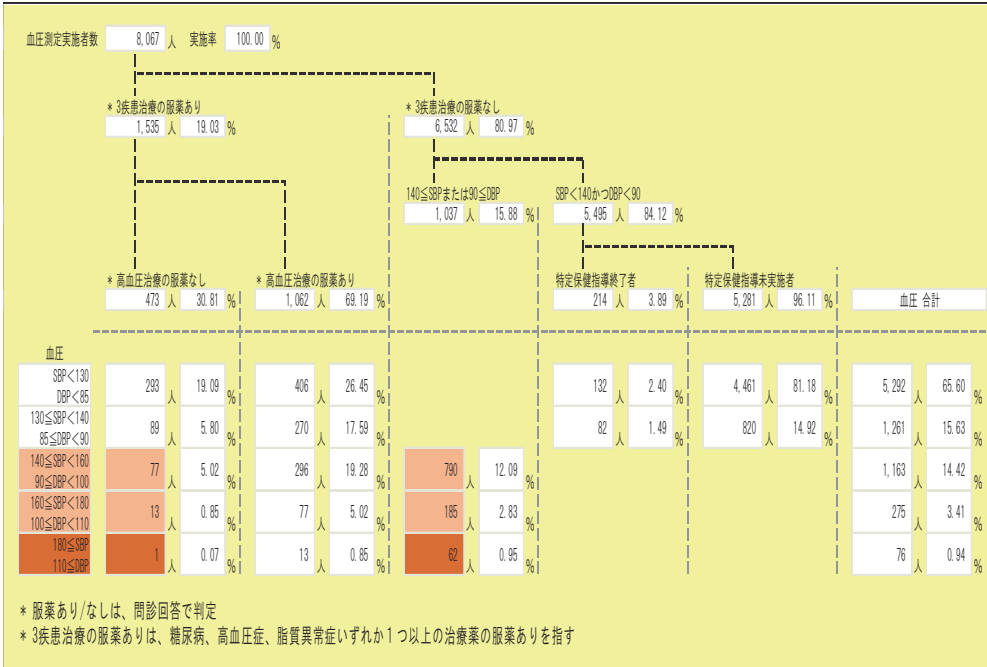 血圧測定実施者数 8,067 人 実施率 100.00 %
* 3疾患治療の服薬あり * 3疾患治療の服薬なし
1,535 人 19.03 % 6,532 人 80.97 %
140≦SBPまたは90≦DBP SBP<140かつDBP<90
1,037 人 15.88 % 5,495 人 84.12 %
* 高血圧治療の服薬なし * 高血圧治療の服薬あり 特定保健指導終了者 特定保健指導未実施者
473 人 30.81 % 1,062 人 69.19 % 214 人 3.89 % 5,281 人 96.11 % 血圧 合計
血圧
SBP<130
DBP<85 293 人 19.09 % 406 人 26.45 % 132 人 2.40 % 4,461 人 81.18 % 5,292 人 65.60 %
130≦SBP<140
85≦DBP<90 89 人 5.80 % 270 人 17.59 % 82 人 1.49 % 820 人 14.92 % 1,261 人 15.63 %
140≦SBP<160
90≦DBP<100 77 人 5.02 % 296 人 19.28 % 790 人 12.09 % 1,163 人 14.42 %
160≦SBP<180
100≦DBP<110 13 人 0.85 % 77 人 5.02 % 185 人 2.83 % 275 人 3.41 %
180≦SBP
110≦DBP 1 人 0.07 % 13 人 0.85 % 62 人 0.95 % 76 人 0.94 %
* 服薬あり/なしは、問診回答で判定
* 3疾患治療の服薬ありは、糖尿病、高血圧症、脂質異常症いずれか1つ以上の治療薬の服薬ありを指す